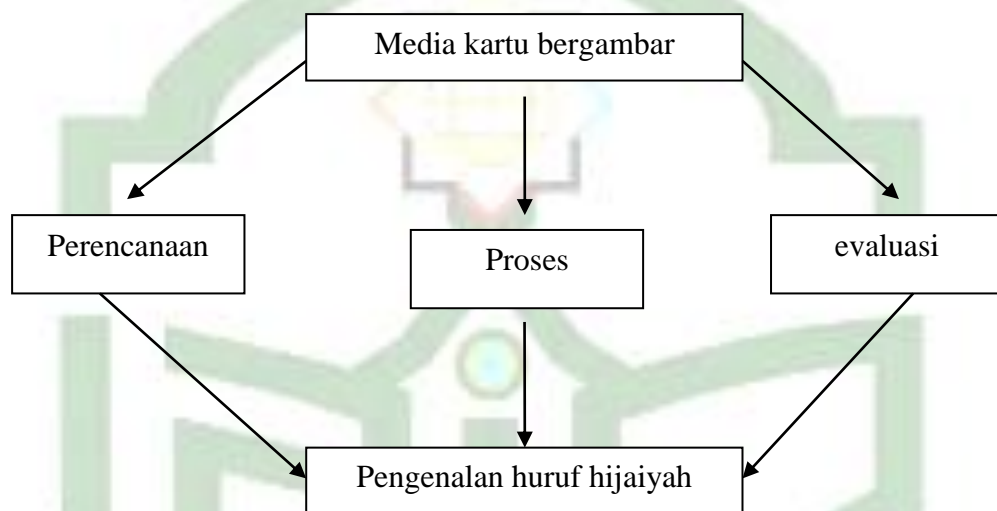 Media kartu bergambar
Perencanaan
Proses
evaluasi
Pengenalan huruf hijaiyah